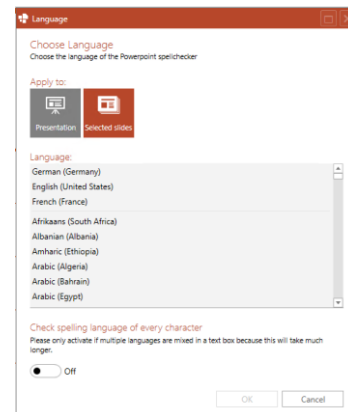 Language
Choose Language
Choose the language of the Powerpoint spellchecker
Apply to:
Presentation
Selected slides
Language:
German (Germany)
English (United States)
French (France)
Afrikaans (South Africa)
Albanian (Albania)
Amharic (Ethiopia)
Arabic (Algeria)
Arabic (Bahrain)
Arabic (Egypt)
Check spelling language of every character
Please only activate if multiple languages are mixed in a text box because this will take much
longer.
Off
OK
Cancel